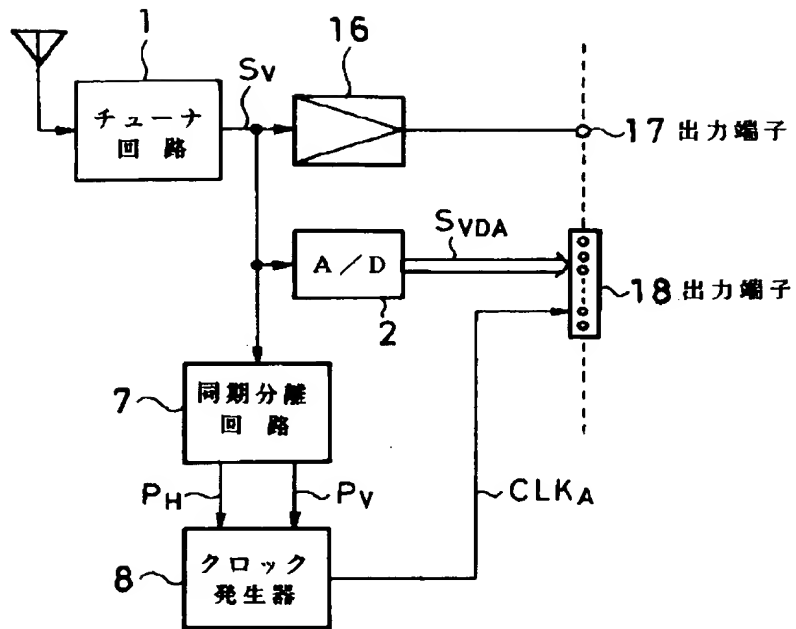 1
チューナ
回路
SV
16
17 出力端子
A/D
2
SVDA
18 出力端子
7
同期分離
回路
PH
PV
CLKA
8
クロック
発生器